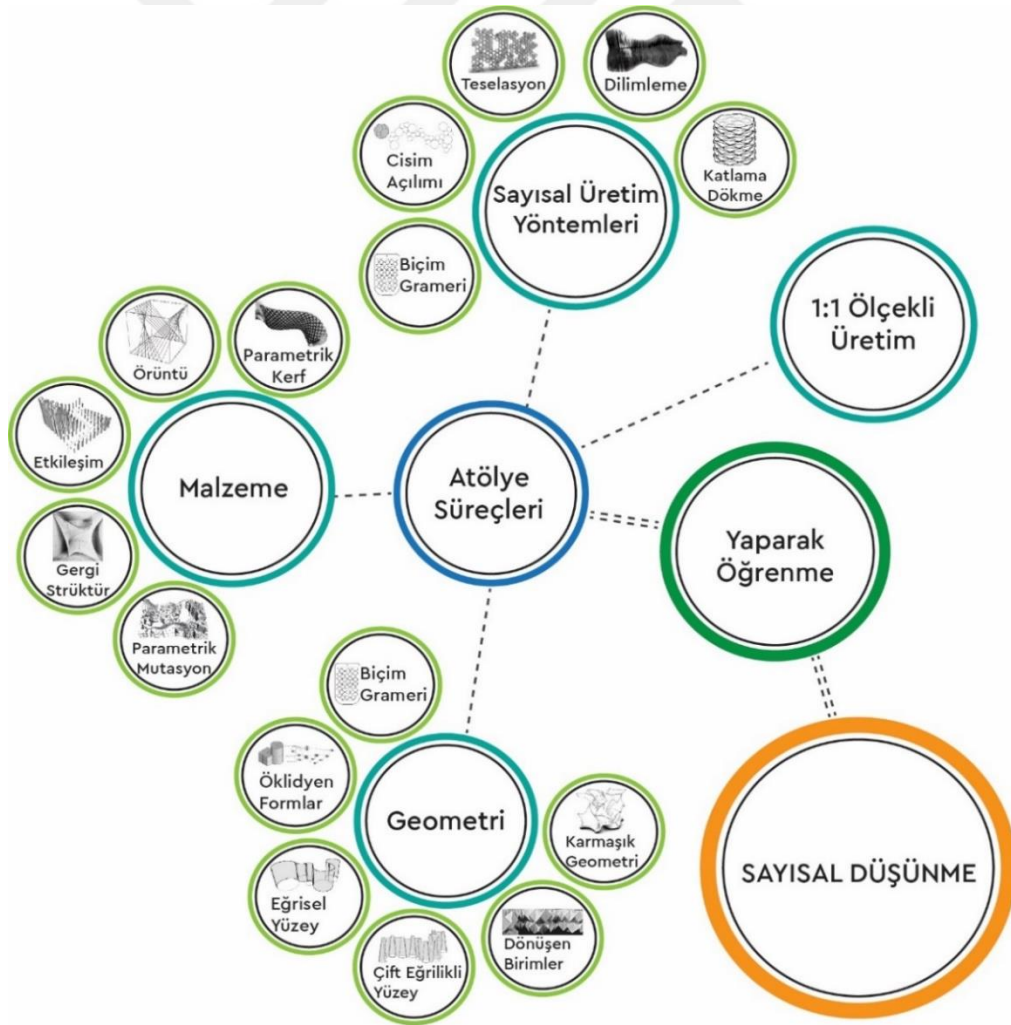 Teselasyon
Dilimleme
Cisim
Açılımı
Katlama
Dökme
Sayısal Üretim
Yöntemleri
Biçim
Grameri
1:1 Ölçekli
Üretim
Örüntü
Parametrik
Kerf
Etkileşim
Malzeme
Atölye
Süreçleri
Gergi
Strüktür
Yaparak
Öğrenme
Parametrik
Mutasyon
Biçim
Grameri
Öklidyen
Formlar
Geometri
Karmaşık
Geometri
Eğrisel
Yüzey
Dönüşen
Birimler
Çift Eğrilikli
Yüzey
SAYISAL DÜŞÜNME